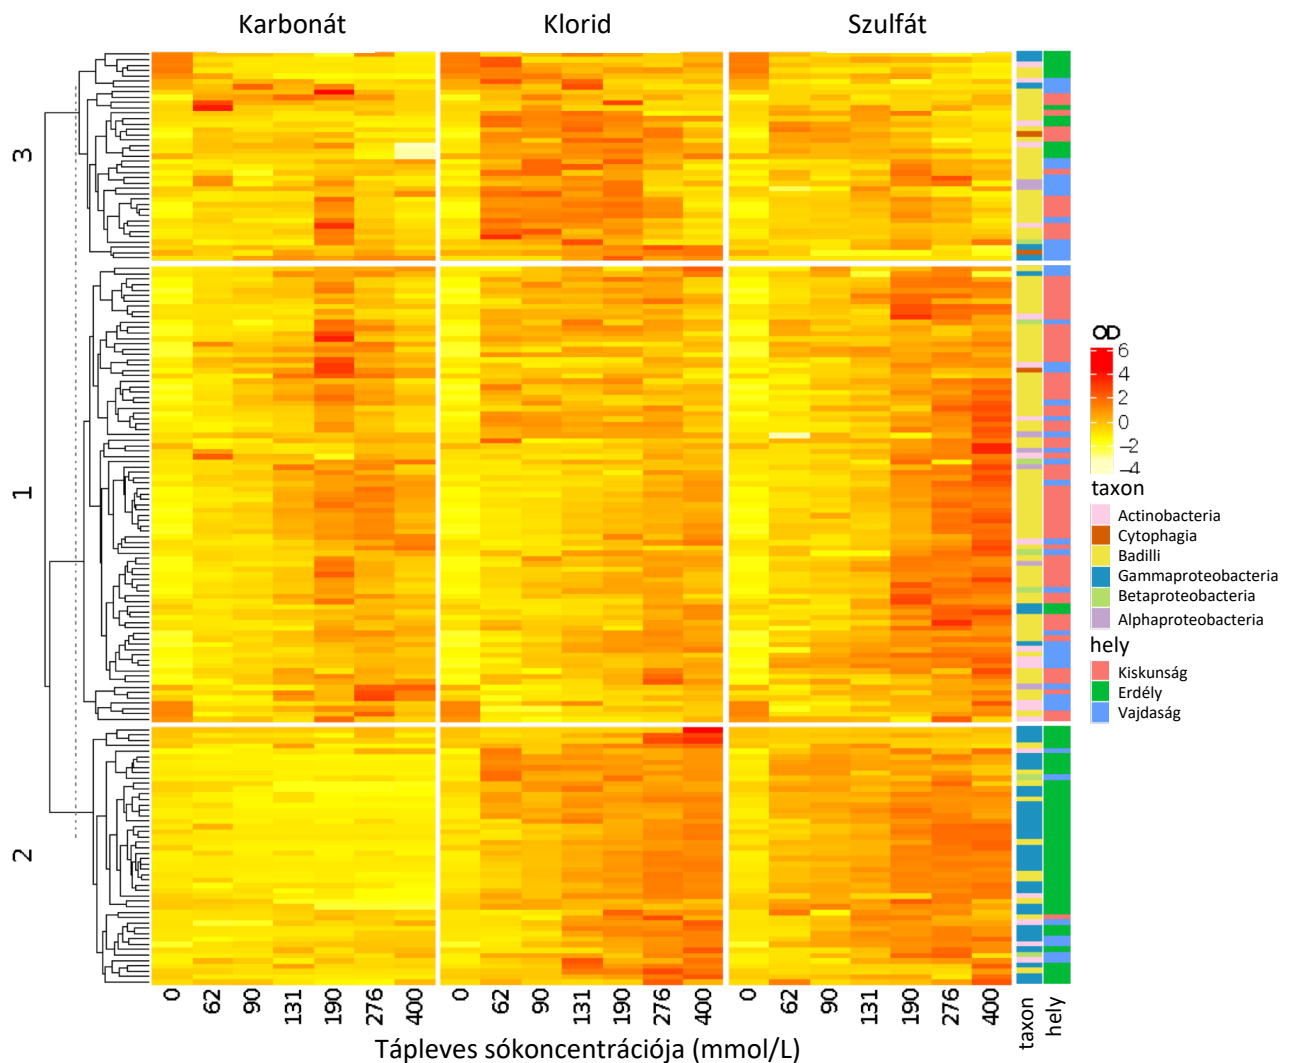 Karbonát Klorid Szulfát
3
1
2
OD
6
4
2
0
−2
−4
taxon
Actinobacteria
Cytophagia
Badilli
Gammaproteobacteria
Betaproteobacteria
Alphaproteobacteria
hely
Kiskunság
Erdély
Vajdaság
0 62 90 131 190 276 400 0 62 90 131 190 276 400 0 62 90 131 190 276 400 taxon hely
Tápleves sókoncentrációja (mmol/L)